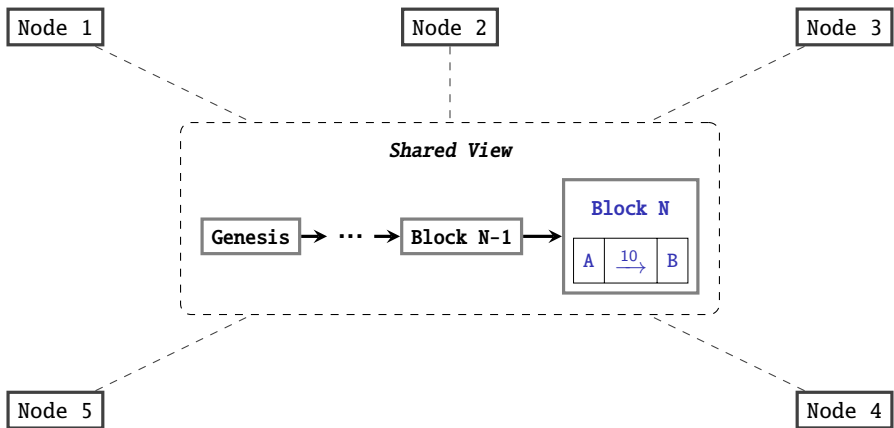 Node 1
Node 2
Node 3
Shared View
Block N
Genesis
...
Block N-1
A
10
B
Node 5
Node 4